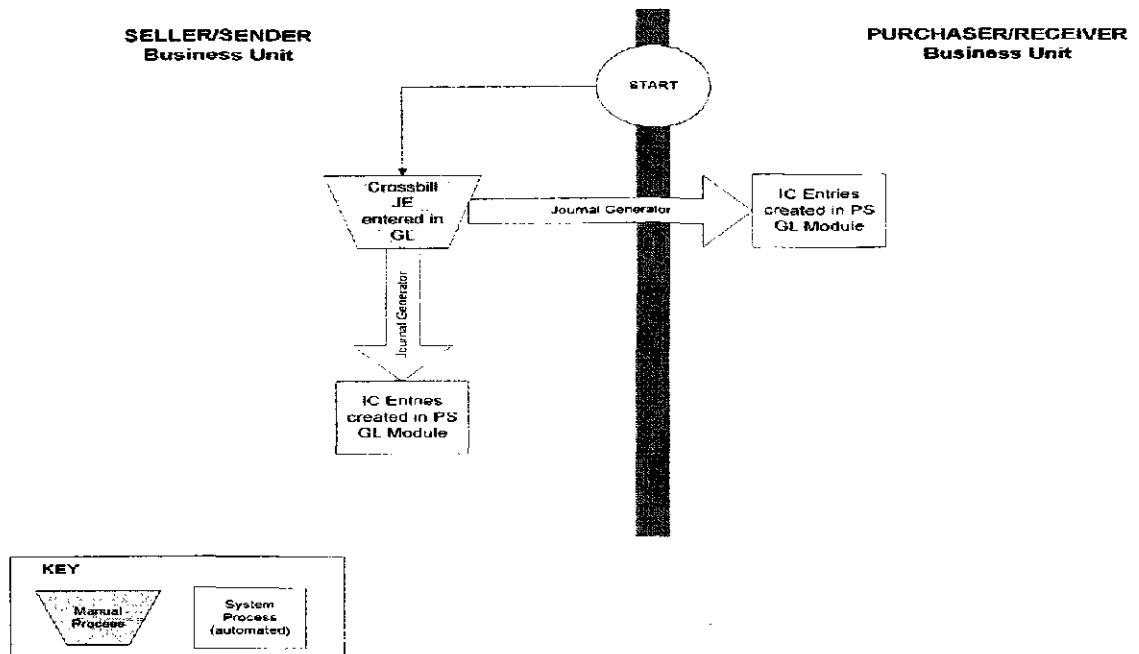 SELLER/SENDER
Business Unit
PURCHASER/RECEIVER
Business Unit
START
Crossbill
JE
entered in
GL
Journal Generator
IC Entries
created in PS
GL Module
Journal Generator
IC Entries
created in PS
GL Module
KEY
Manual
Process
System
Process
(automated)